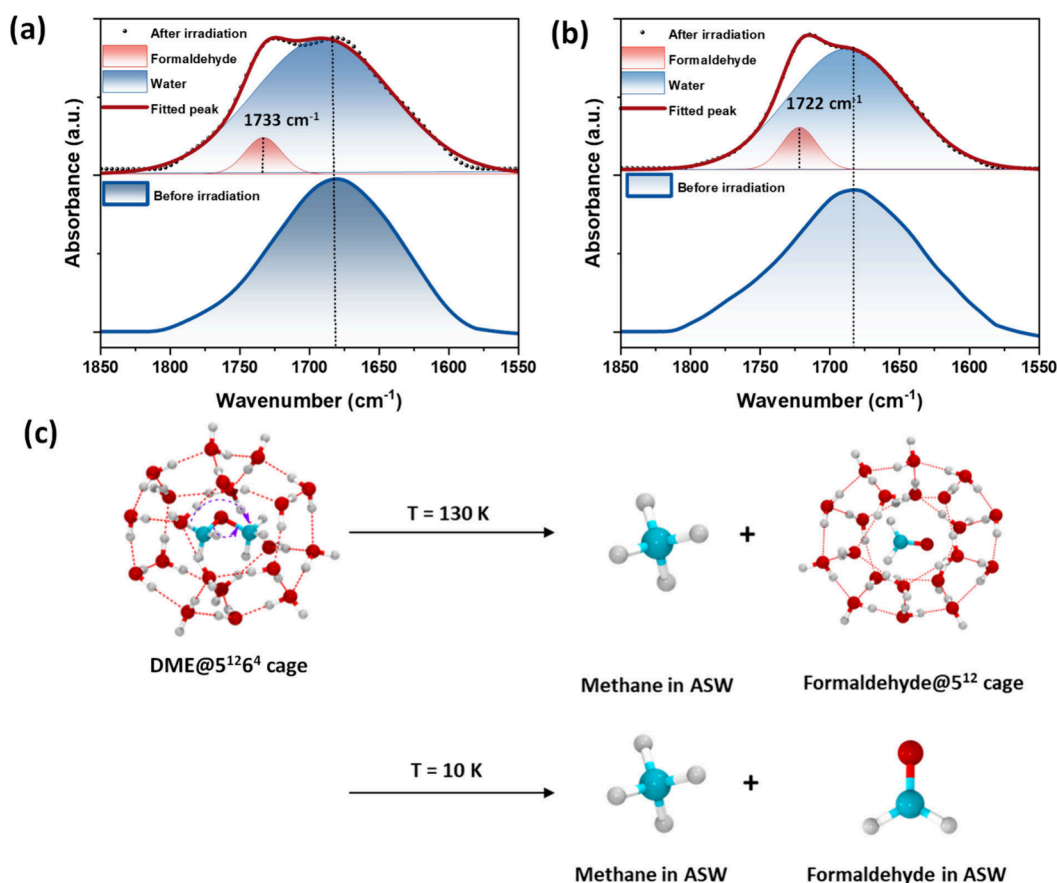 (a)
After irradiation
Formaldehyde
Water
Fitted peak
1733 cm⁻¹
Before irradiation
Absorbance (a.u.)
1850 1800 1750 1700 1650 1600 1550
Wavenumber (cm⁻¹)
(b)
After irradiation
Formaldehyde
Water
Fitted peak
1722 cm⁻¹
Before irradiation
Absorbance (a.u.)
1850 1800 1750 1700 1650 1600 1550
Wavenumber (cm⁻¹)
(c)
T = 130 K
+
DME@5¹²6⁴ cage
Methane in ASW
Formaldehyde@5¹² cage
T = 10 K
+
Methane in ASW
Formaldehyde in ASW